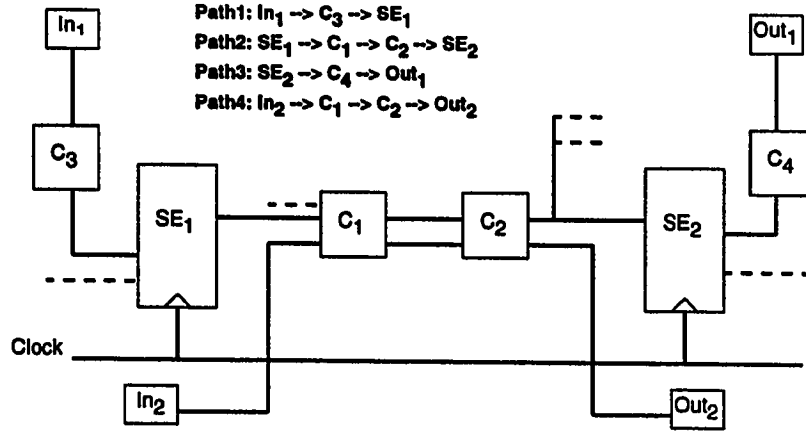 Path1: In₁ --> C₃ --> SE₁
Path2: SE₁ --> C₁ --> C₂ --> SE₂
Path3: SE₂ --> C₄ --> Out₁
Path4: In₂ --> C₁ --> C₂ --> Out₂
In₁
Out₁
C₃
C₄
SE₁
C₁
C₂
SE₂
Clock
In₂
Out₂